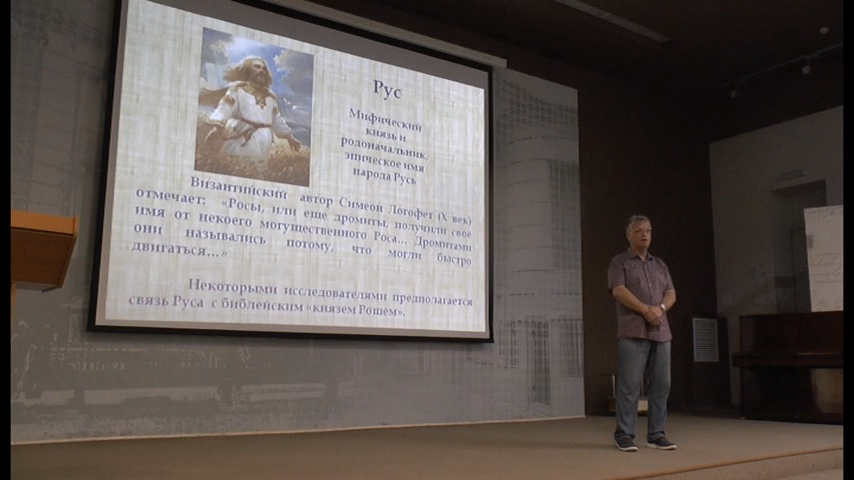 Рус
Мифический
князь и
родоначальник,
эпическое имя
народа Русь
Византийский автор Симеон Логофет (X век)
отмечает: «Росы, или еще дромиты, получили своё
имя от некоего могущественного Роса... Дромитами
они назывались потому, что могли быстро
двигаться...»
Некоторыми исследователями предполагается
связь Руса с библейским «князем Рошем».